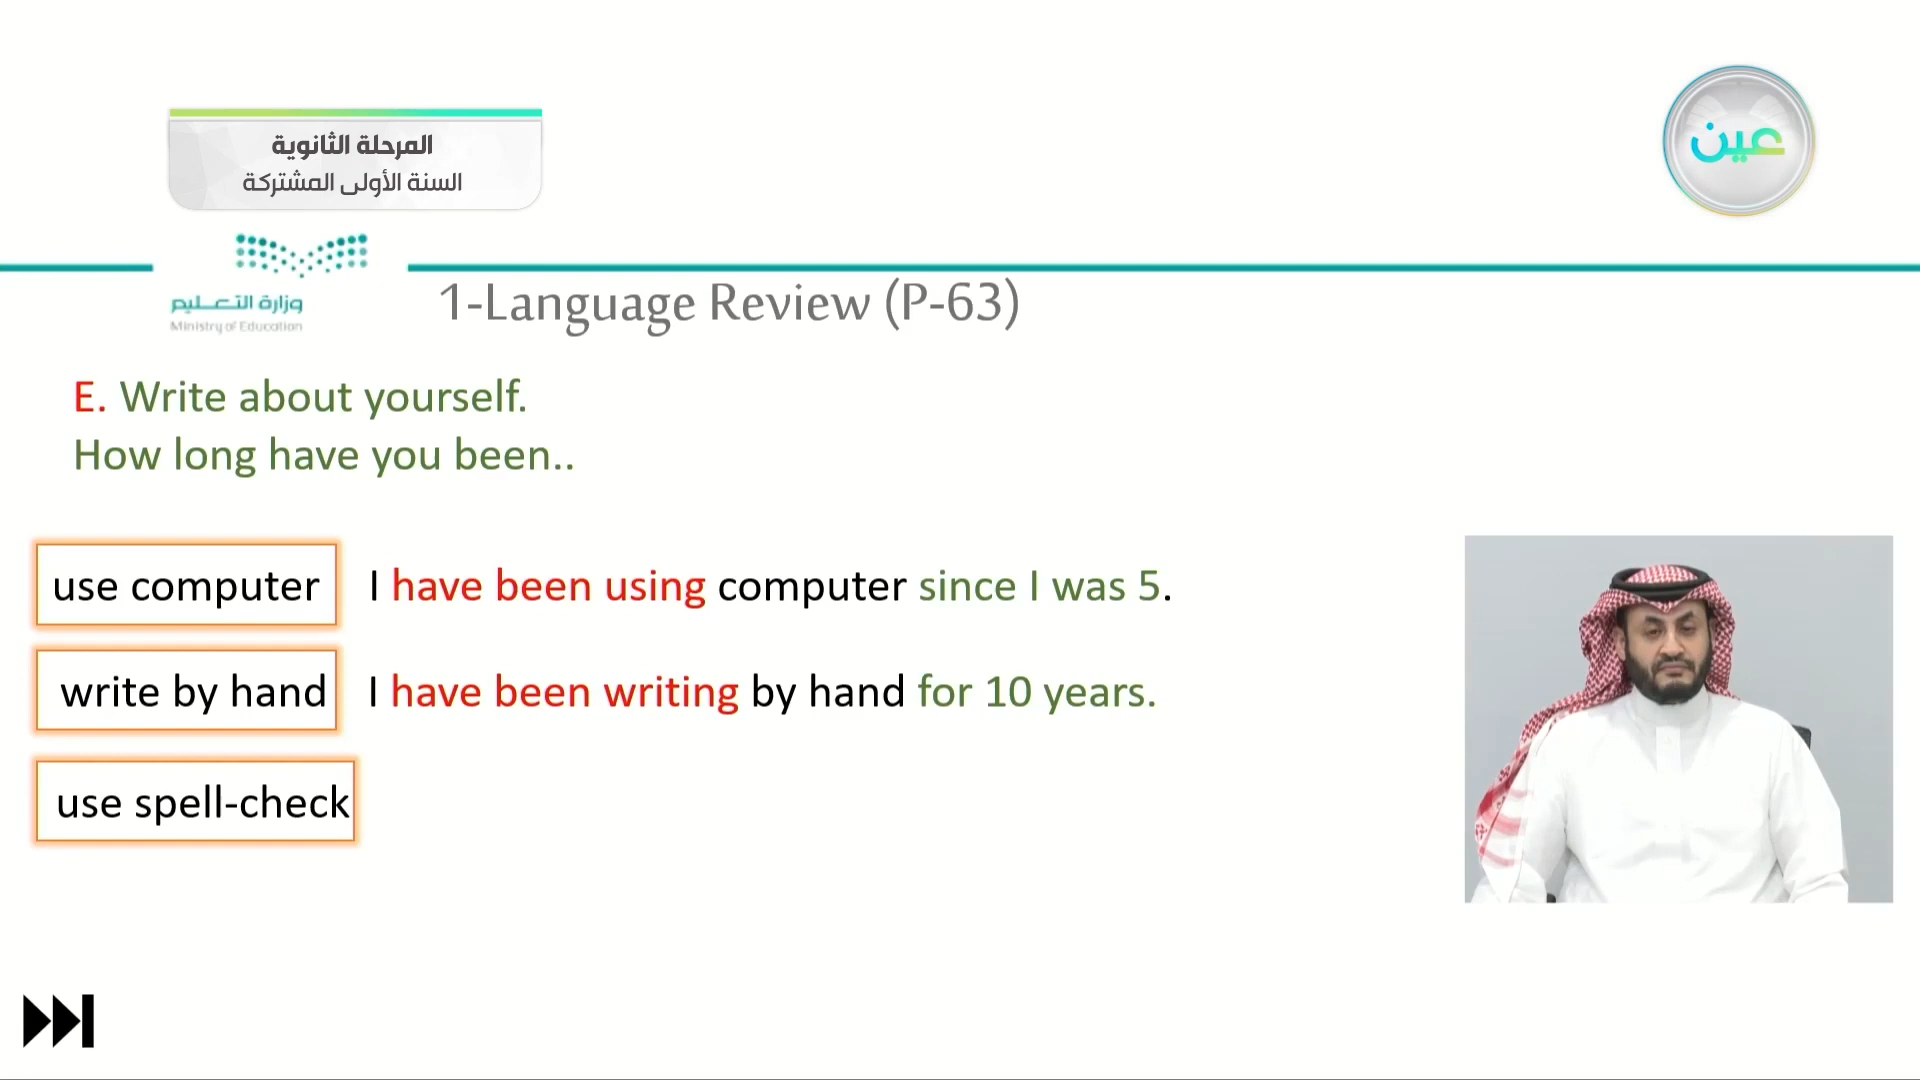 المرحلة الثانوية
السنة الأولى المشتركة
عين
وزارة التعليم
Ministry of Education
1-Language Review (P-63)
E. Write about yourself.
How long have you been..
use computer I have been using computer since I was 5.
write by hand I have been writing by hand for 10 years.
use spell-check